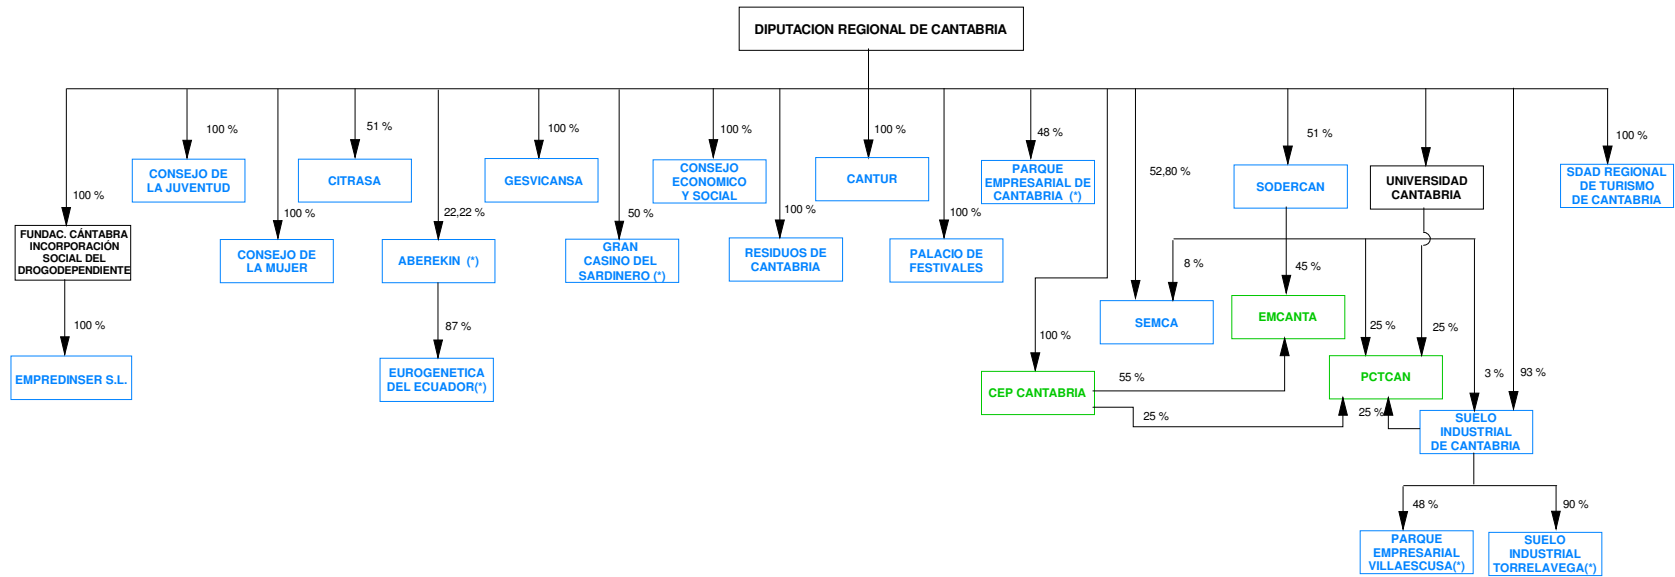 DIPUTACION REGIONAL DE CANTABRIA
100 %
51 %
100 %
100 %
100 %
48 %
51 %
100 %
CONSEJO DE
LA JUVENTUD
CITRASA
GESVICANSA
CONSEJO
ECONOMICO
Y SOCIAL
CANTUR
PARQUE
EMPRESARIAL DE
CANTABRIA (*)
52,80 %
SODERCAN
UNIVERSIDAD
CANTABRIA
SDAD REGIONAL
DE TURISMO
DE CANTABRIA
100 %
100 %
22,22 %
50 %
100 %
100 %
FUNDAC. CÁNTABRA
INCORPORACIÓN
SOCIAL DEL
DROGODEPENDIENTE
CONSEJO DE
LA MUJER
ABEREKIN (*)
GRAN
CASINO DEL
SARDINERO (*)
RESIDUOS DE
CANTABRIA
PALACIO DE
FESTIVALES
8 %
45 %
SEMCA
EMCANTA
100 %
87 %
100 %
25 %
25 %
EMPREDINSER S.L.
EUROGENETICA
DEL ECUADOR(*)
CEP CANTABRIA
55 %
25 %
PCTCAN
3 %
93 %
25 %
SUELO
INDUSTRIAL
DE CANTABRIA
48 %
90 %
PARQUE
EMPRESARIAL
VILLAESCUSA(*)
SUELO
INDUSTRIAL
TORRELAVEGA(*)